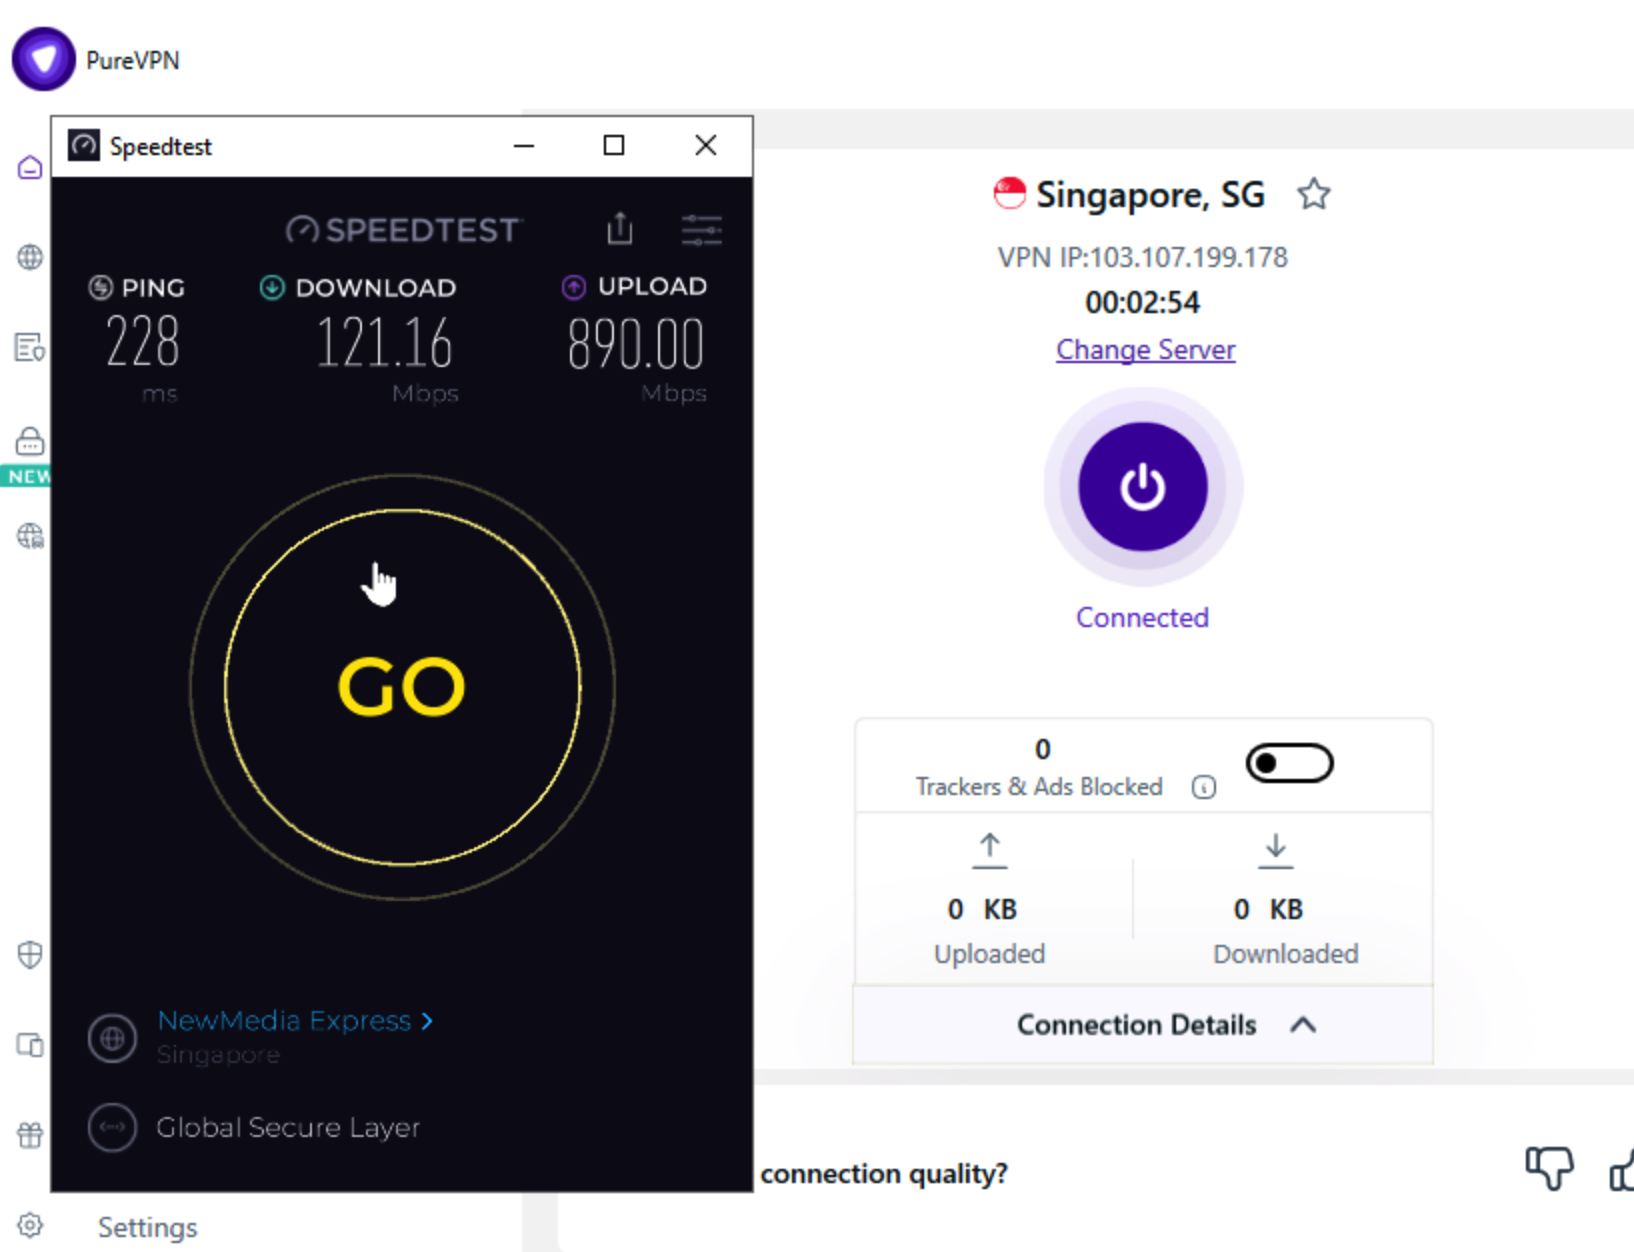 PureVPN
Speedtest
SPEEDTEST
PING
DOWNLOAD
UPLOAD
228
121.16
890.00
ms
Mbps
Mbps
GO
NewMedia Express
Singapore
Global Secure Layer
NEW
Settings
Singapore, SG
VPN IP:103.107.199.178
00:02:54
Change Server
Connected
0
Trackers & Ads Blocked
0 KB
Uploaded
0 KB
Downloaded
Connection Details
connection quality?